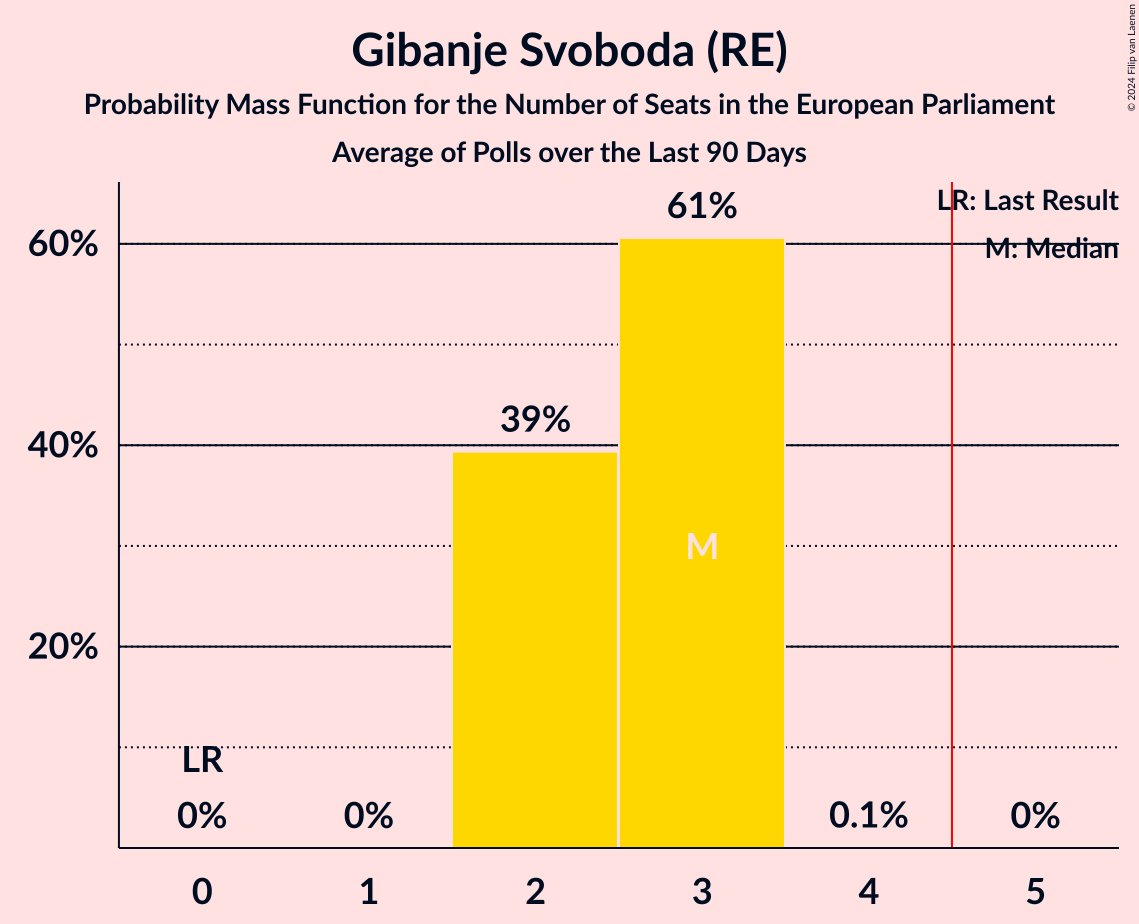 Gibanje Svoboda (RE)
Probability Mass Function for the Number of Seats in the European Parliament
Average of Polls over the Last 90 Days
© 2024 Filip van Laenen
LR: Last Result
M: Median
61%
60%
39%
40%
M
20%
LR
0% 0% 0.1% 0%
0 1 2 3 4 5